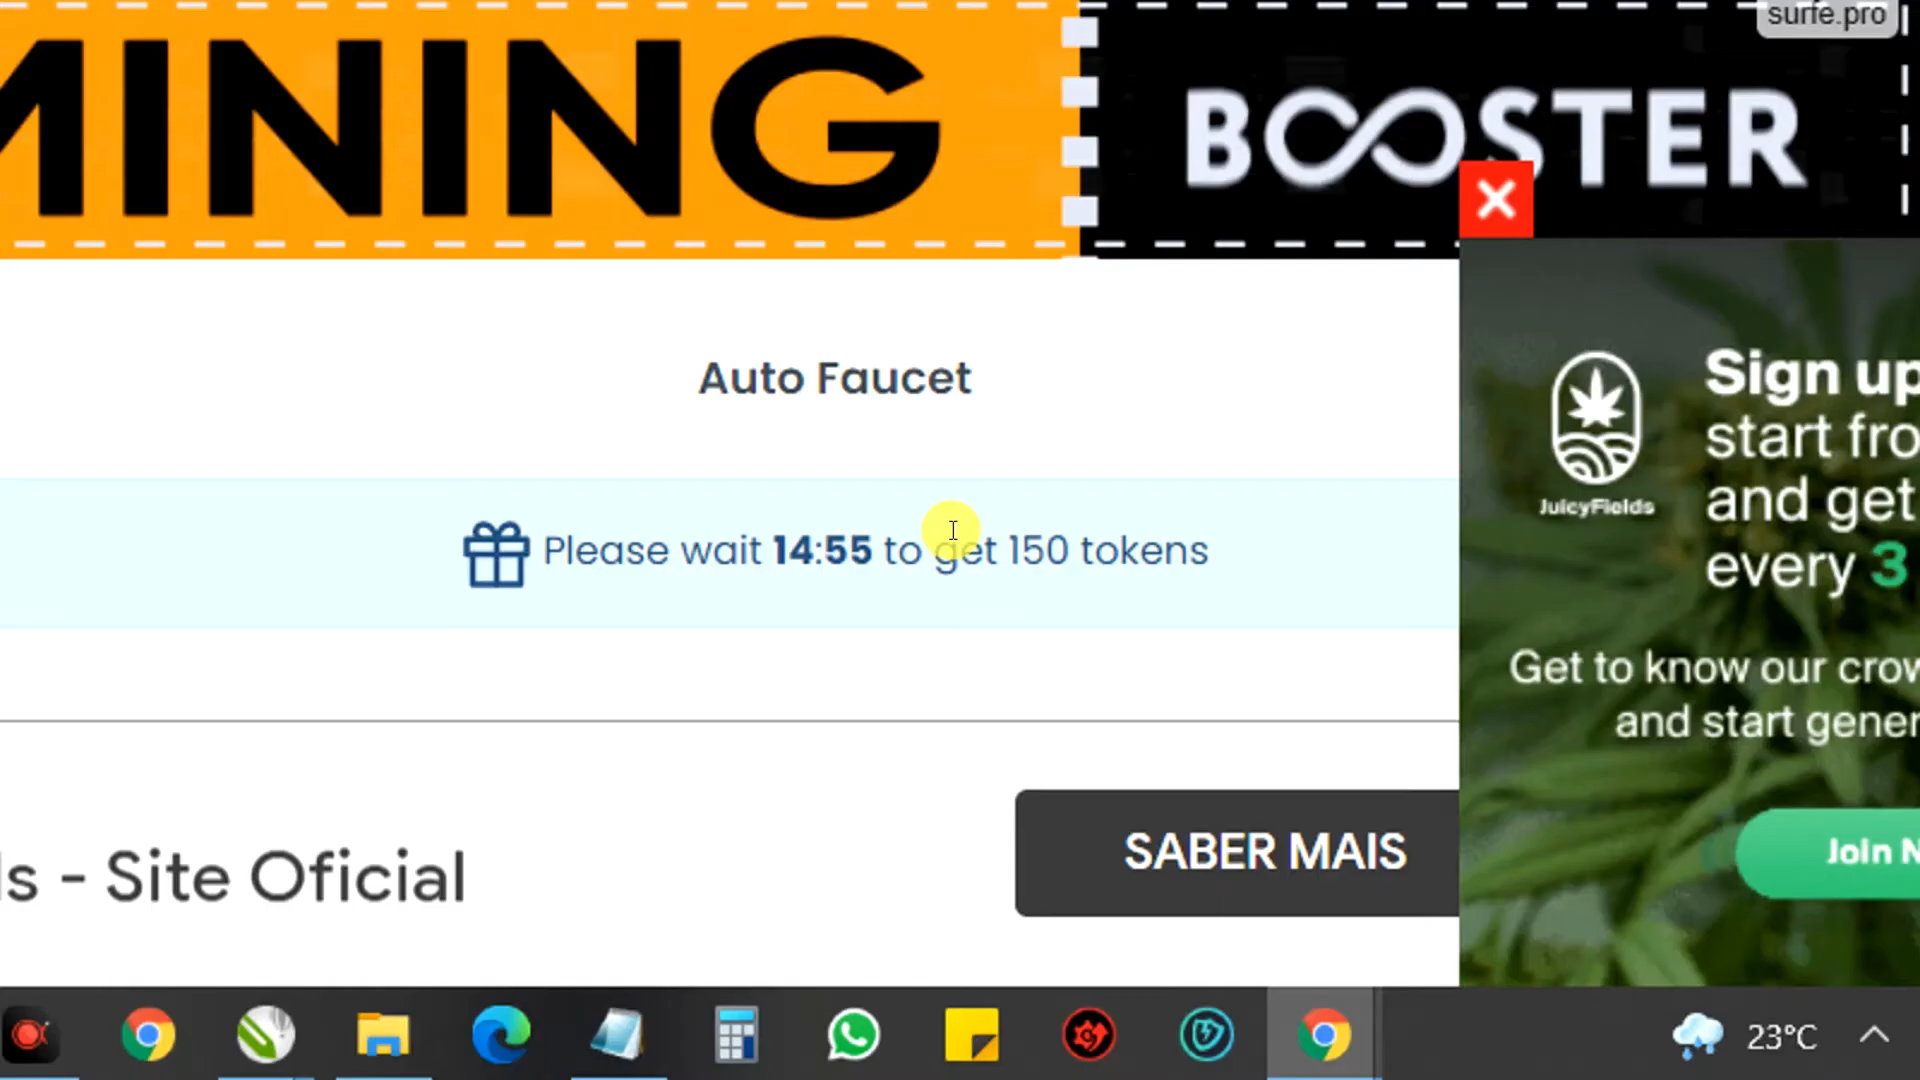 surfe.pro
MINING
BOOSTER
Auto Faucet
Please wait 14:55 to get 150 tokens
SABER MAIS
ls - Site Oficial
JuicyFields
Sign up
start fro
and get
every 3
Get to know our crow
and start gener
Join N
23°C